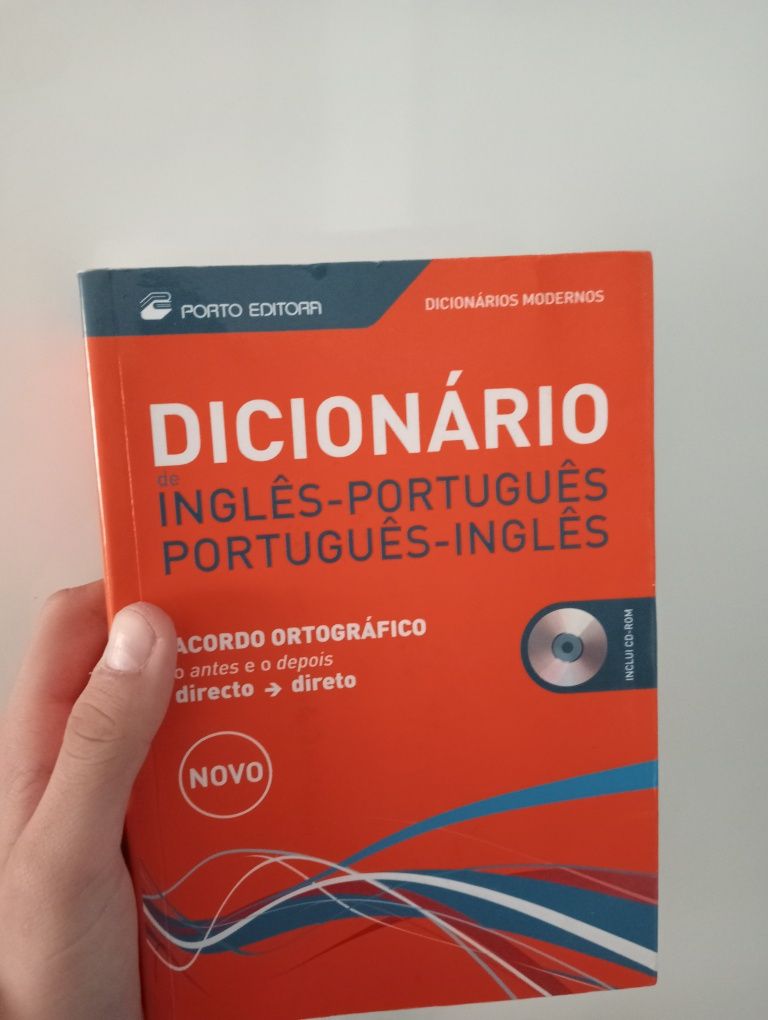 PORTO EDITORA
DICIONÁRIOS MODERNOS
DICIONÁRIO
de
INGLÊS-PORTUGUÊS
PORTUGUÊS-INGLÊS
ACORDO ORTOGRÁFICO
o antes e o depois
directo → direto
INCLUI CD-ROM
NOVO